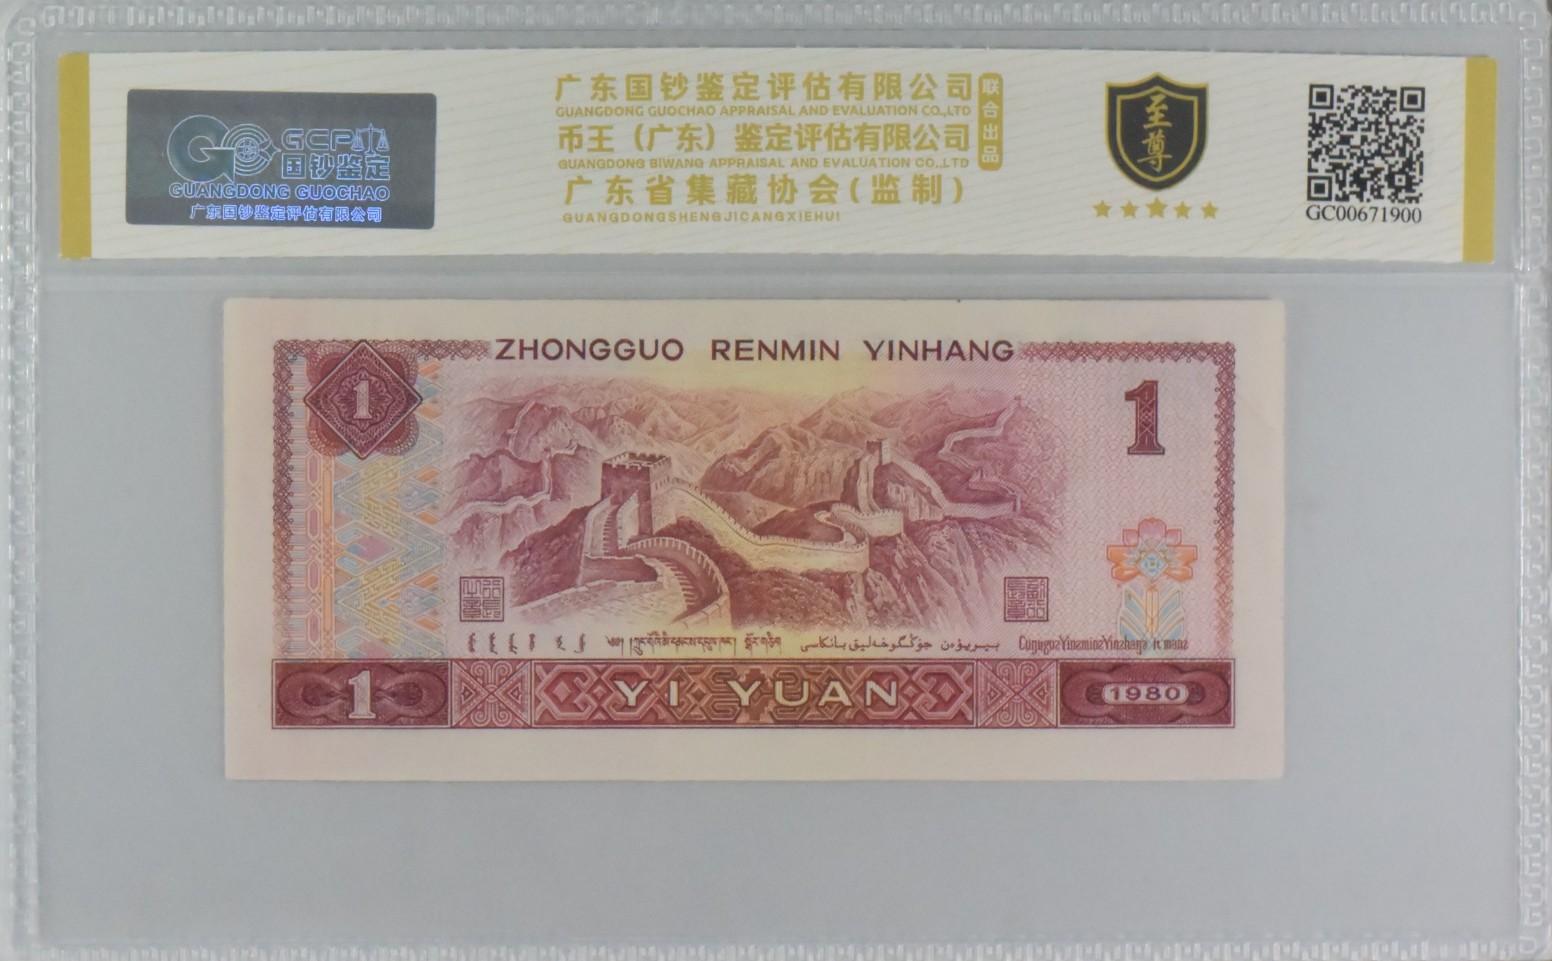 GCP
国钞鉴定
GUANGDONG GUOCHAO
广东国钞鉴定评估有限公司
广东国钞鉴定评估有限公司
GUANGDONG GUOCHAO APPRAISAL AND EVALUATION CO.,LTD
币王（广东）鉴定评估有限公司
GUANGDONG BIWANG APPRAISAL AND EVALUATION CO.,LTD
广东省集藏协会(监制)
GUANGDONGSHENGJICANGXIEHUI
联合出品
至尊
GC00671900
ZHONGGUO RENMIN YINHANG
1
1
1
YI YUAN
1980